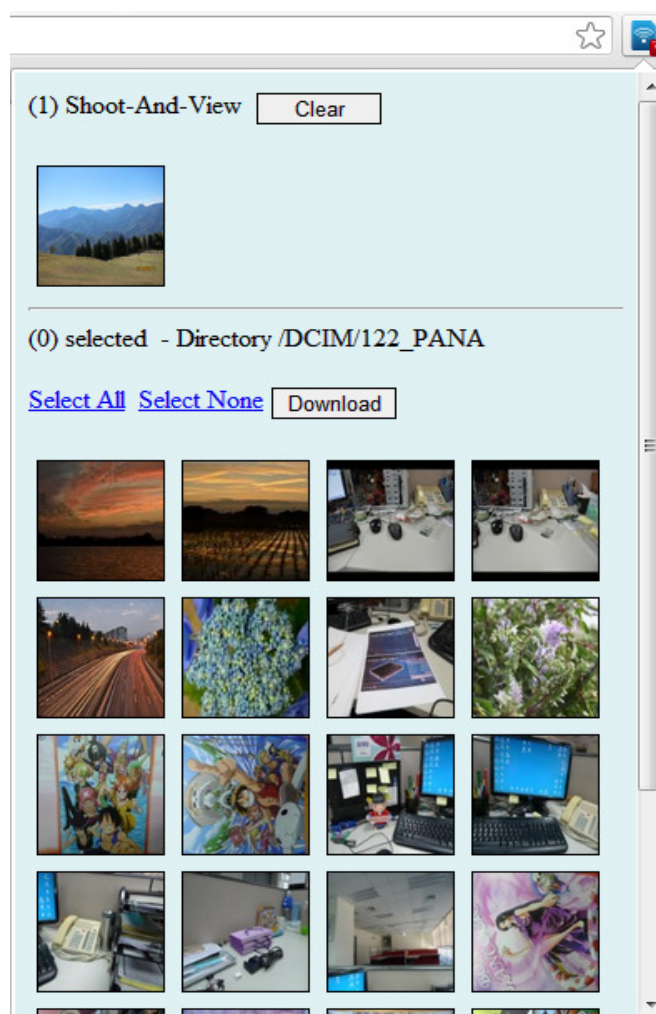 (1) Shoot-And-View Clear
(0) selected - Directory /DCIM/122_PANA
Select All Select None Download